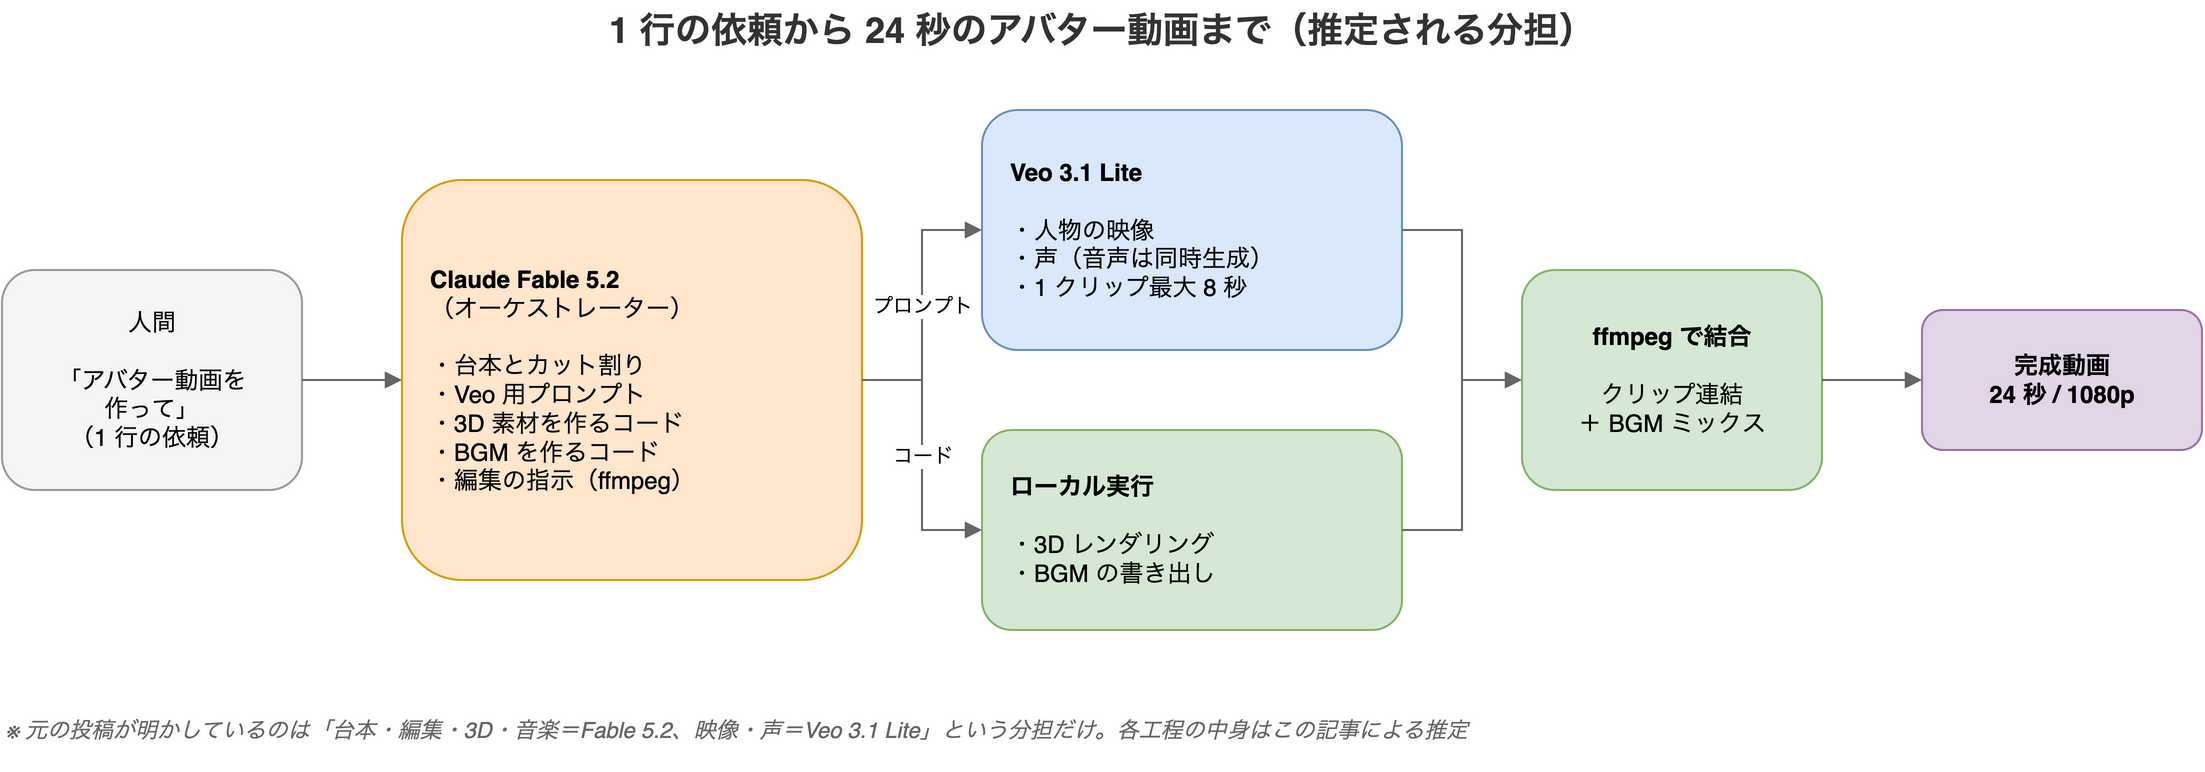 1 行の依頼から 24 秒のアバター動画まで（推定される分担）
人間
「アバター動画を
作って」
（1 行の依頼）
Claude Fable 5.2
（オーケストレーター）
・台本とカット割り
・Veo 用プロンプト
・3D 素材を作るコード
・BGM を作るコード
・編集の指示（ffmpeg）
プロンプト
コード
Veo 3.1 Lite
・人物の映像
・声（音声は同時生成）
・1 クリップ最大 8 秒
ローカル実行
・3D レンダリング
・BGM の書き出し
ffmpeg で結合
クリップ連結
＋ BGM ミックス
完成動画
24 秒 / 1080p
※ 元の投稿が明かしているのは「台本・編集・3D・音楽＝Fable 5.2、映像・声＝Veo 3.1 Lite」という分担だけ。各工程の中身はこの記事による推定